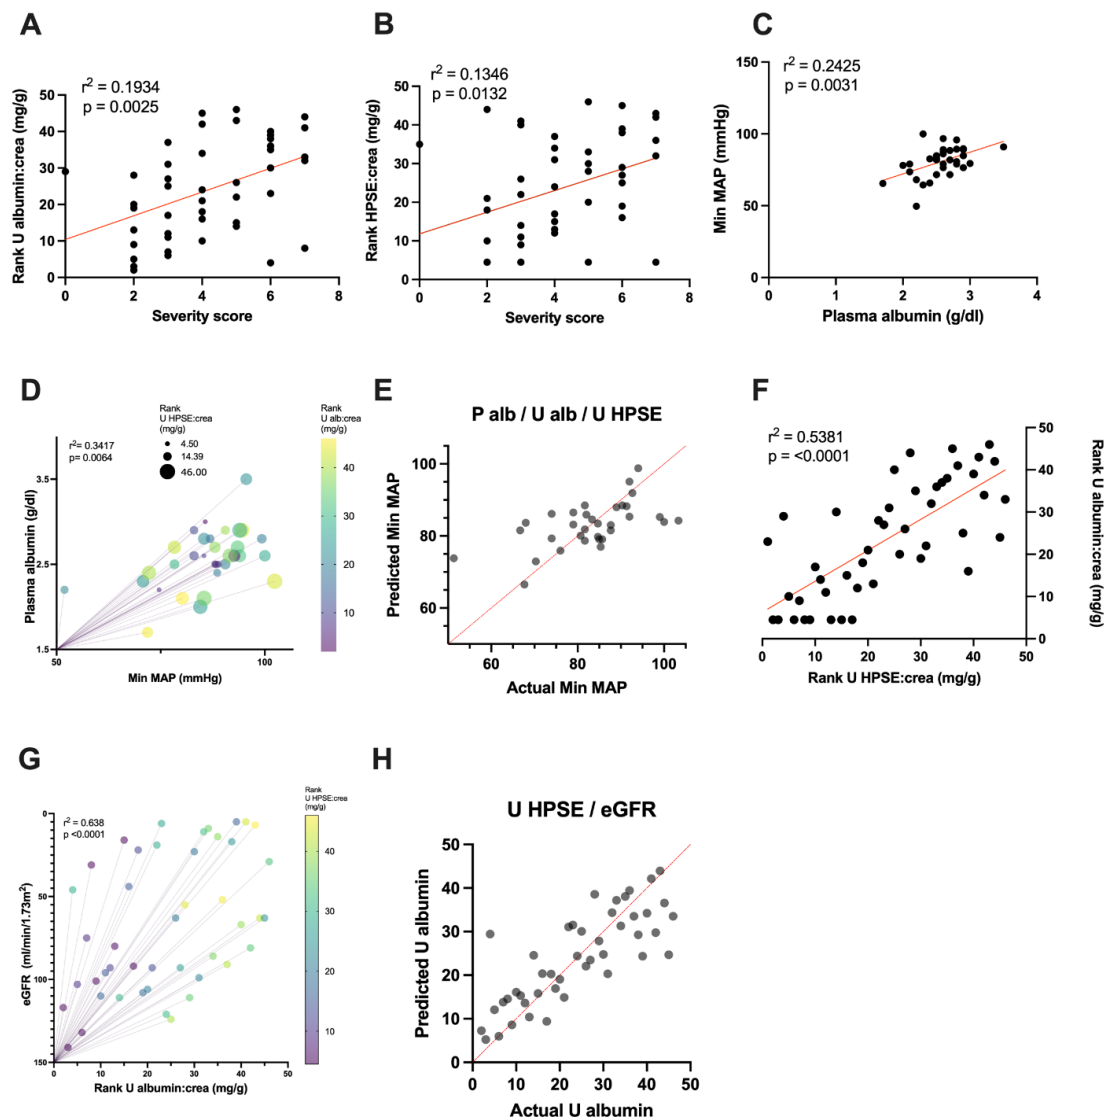 A
r² = 0.1934
p = 0.0025
Rank U albumin:crea (mg/g)
50
40
30
20
10
0
0 2 4 6 8
Severity score
B
r² = 0.1346
p = 0.0132
Rank HPSE:crea (mg/g)
50
40
30
20
10
0
0 2 4 6 8
Severity score
C
r² = 0.2425
p = 0.0031
Min MAP (mmHg)
150
100
50
0
0 1 2 3 4
Plasma albumin (g/dl)
D
r²= 0.3417
p= 0.0064
Rank
U HPSE:crea
(mg/g)
4.50
14.39
46.00
Rank
U alb:crea
(mg/g)
40
30
20
10
Plasma albumin (g/dl)
3.5
2.5
1.5
50 100
Min MAP (mmHg)
E
P alb / U alb / U HPSE
Predicted Min MAP
100
80
60
60 80 100
Actual Min MAP
F
r² = 0.5381
p = <0.0001
50
40
30
20
10
0
Rank U albumin:crea (mg/g)
0 10 20 30 40 50
Rank U HPSE:crea (mg/g)
G
r² = 0.638
p <0.0001
Rank
U HPSE:crea
(mg/g)
40
30
20
10
eGFR (ml/min/1.73m²)
0
50
100
150
0 10 20 30 40 50
Rank U albumin:crea (mg/g)
H
U HPSE / eGFR
Predicted U albumin
50
40
30
20
10
0
0 10 20 30 40 50
Actual U albumin